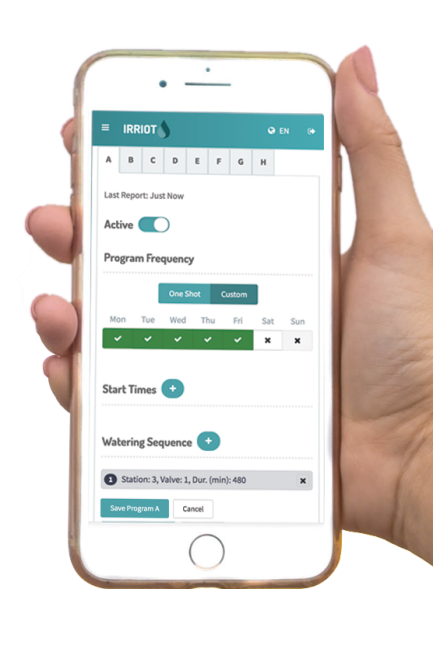 IRRIOT EN
A B C D E F G H
Last Report: Just Now
Active
Program Frequency
One Shot Custom
Mon Tue Wed Thu Fri Sat Sun
Start Times +
Watering Sequence +
1 Station: 3, Valve: 1, Dur. (min): 480
Save Program A Cancel